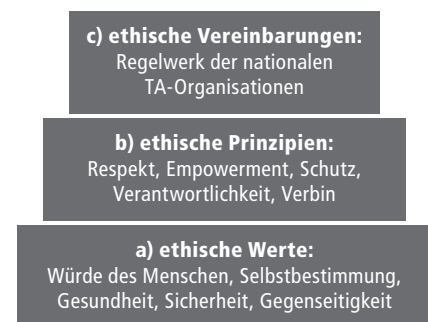 c) ethische Vereinbarungen:
Regelwerk der nationalen
TA-Organisationen
b) ethische Prinzipien:
Respekt, Empowerment, Schutz,
Verantwortlichkeit, Verbin
a) ethische Werte:
Würde des Menschen, Selbstbestimmung,
Gesundheit, Sicherheit, Gegenseitigkeit